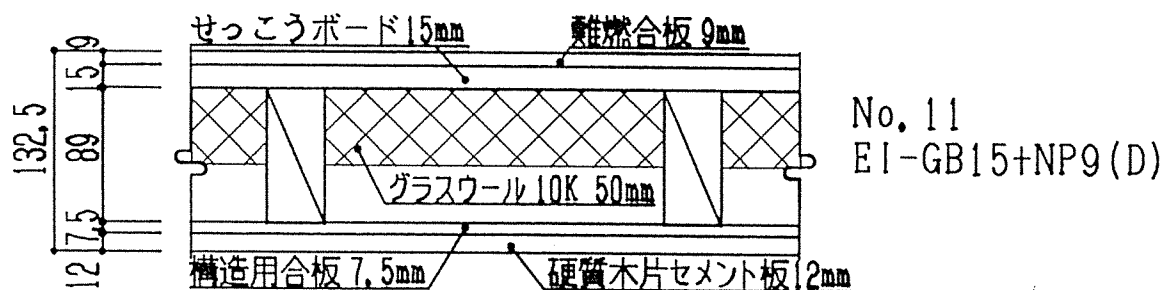 せっこうボード15mm
難燃合板 9mm
9
15
89
132.5
7.5
12
グラスウール 10K 50mm
構造用合板 7.5mm
硬質木片セメント板12mm
No. 11
EI-GB15+NP9(D)